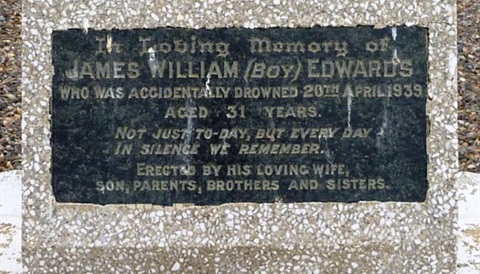 In Loving Memory of
JAMES WILLIAM (BOY) EDWARDS
WHO WAS ACCIDENTALLY DROWNED 20TH APRIL 1939
AGED 31 YEARS.
NOT JUST TO-DAY, BUT EVERY DAY
IN SILENCE WE REMEMBER.
ERECTED BY HIS LOVING WIFE,
SON, PARENTS, BROTHERS AND SISTERS.